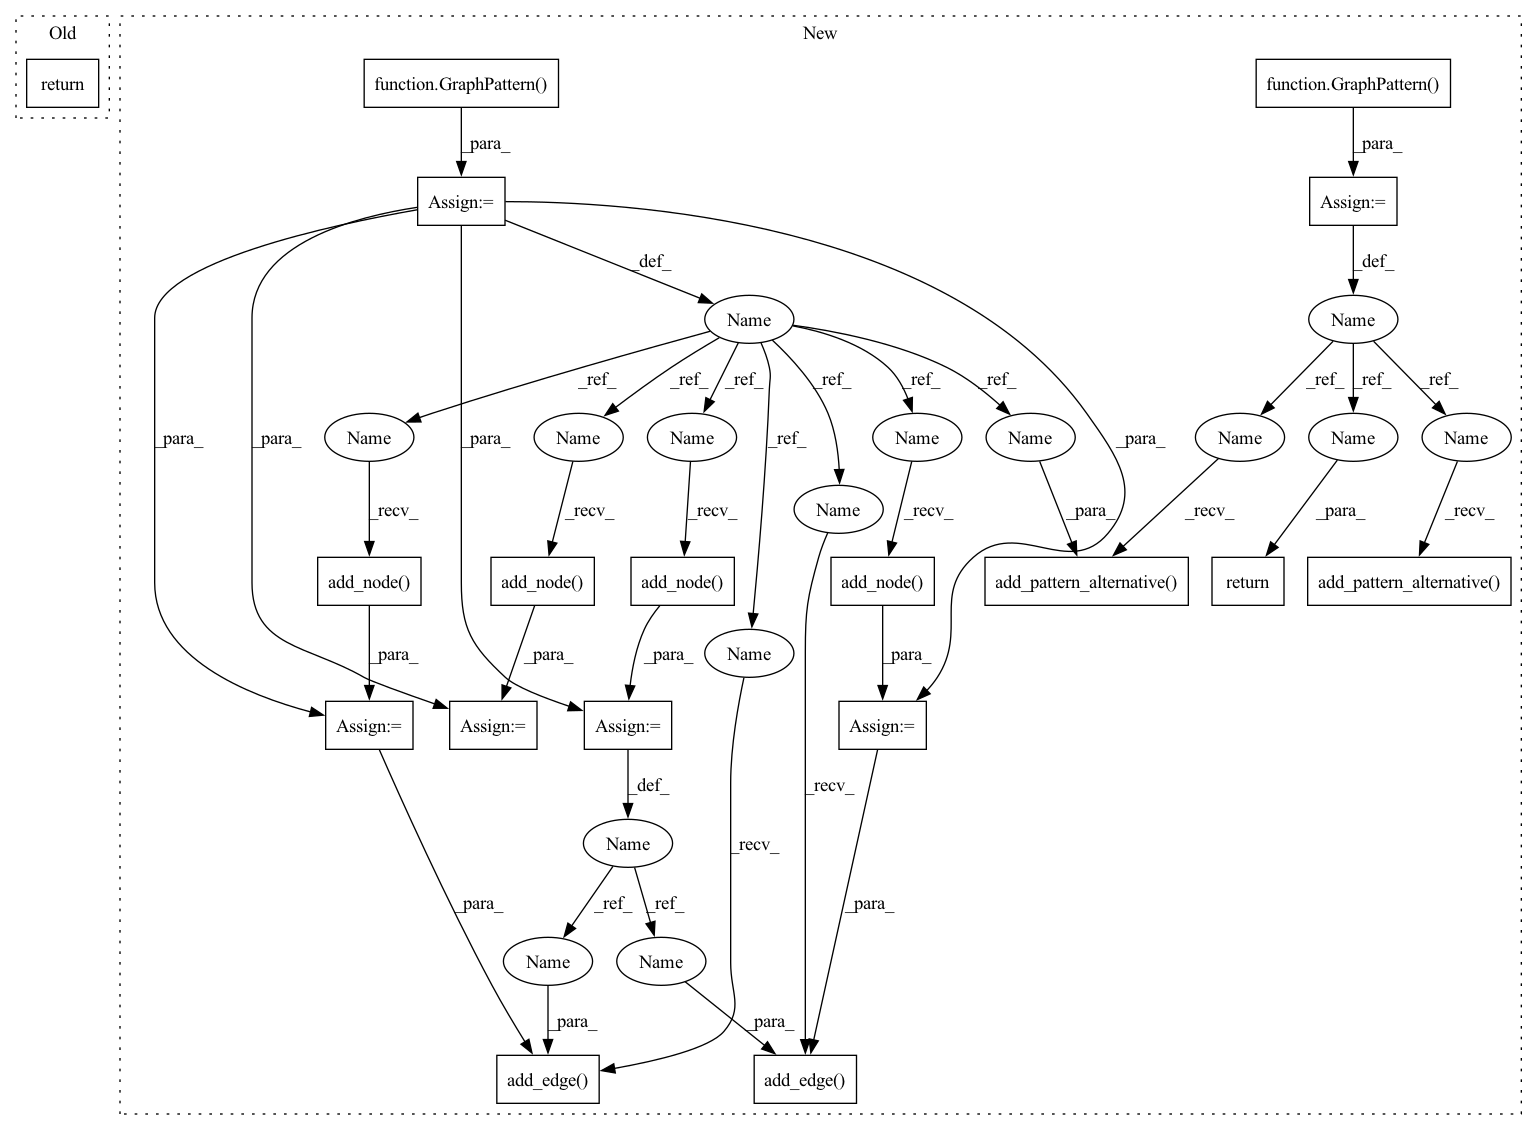 Old
New
return
function.GraphPattern()
function.GraphPattern()
_para_
_para_
Assign:=
Assign:=
_def_
_def_
Name
Name
_ref_
_ref_
_ref_
_ref_
_ref_
_ref_
_ref_
_ref_
_ref_
_para_
_para_
_para_
Name
Name
Name
_ref_
Name
Name
_para_
Name
Name
Name
Name
_recv_
_recv_
_recv_
_recv_
_para_
_recv_
_para_
_recv_
add_node()
add_node()
add_node()
add_node()
add_pattern_alternative()
return
add_pattern_alternative()
_para_
_para_
_para_
Name
_para_
Assign:=
Assign:=
Assign:=
Assign:=
_def_
_recv_
Name
_recv_
_para_
_ref_
_ref_
_para_
Name
Name
_para_
_para_
add_edge()
add_edge()